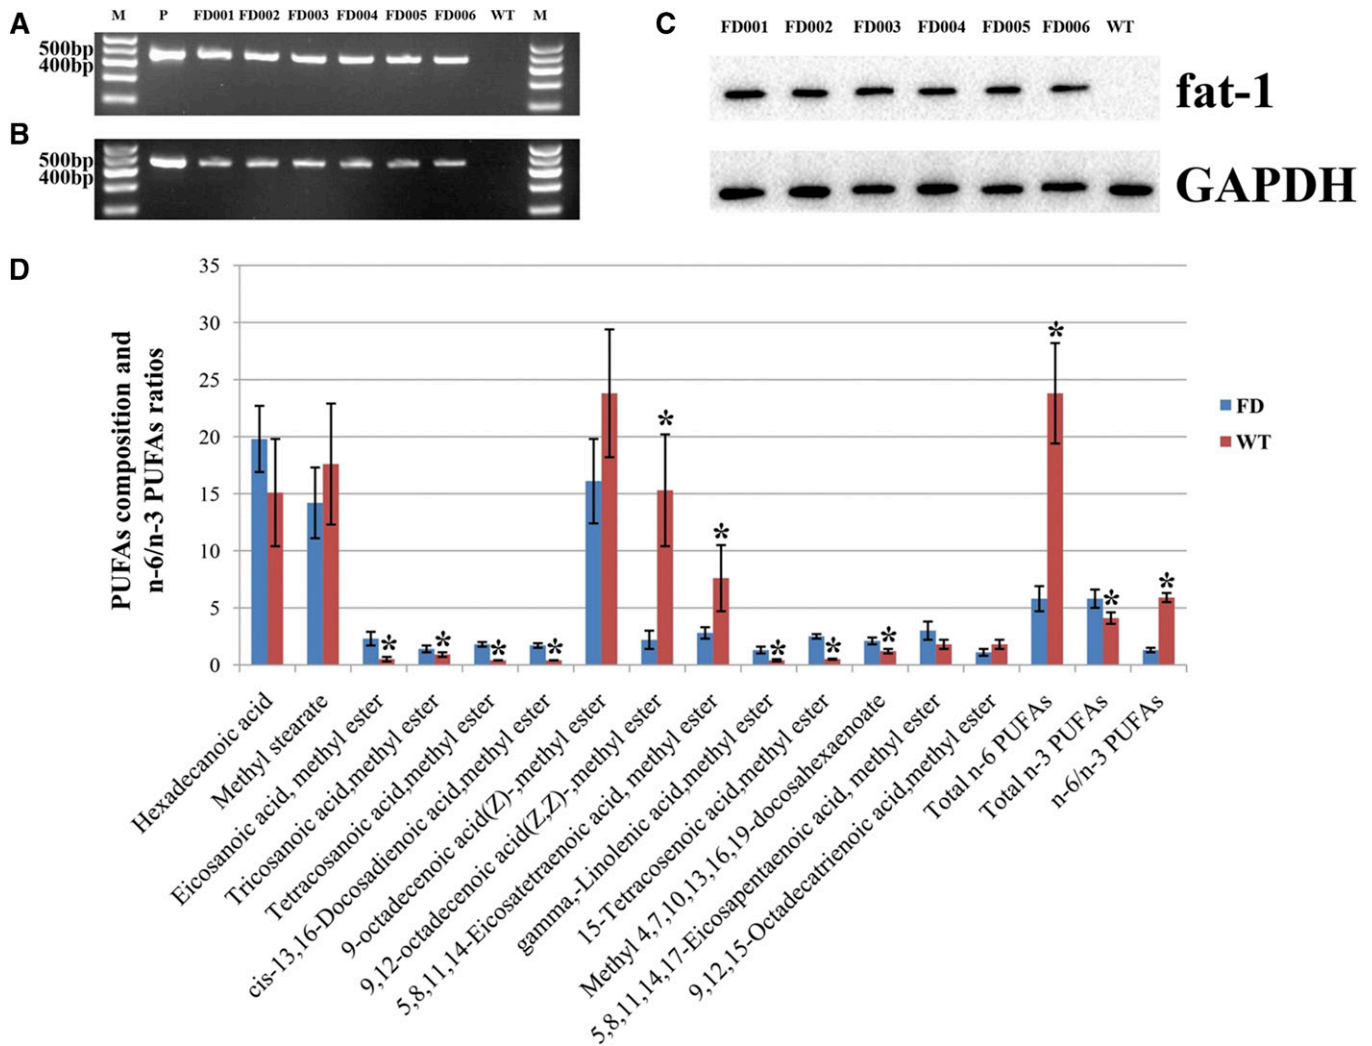 A
M P FD001 FD002 FD003 FD004 FD005 FD006 WT M
500bp
400bp
B
500bp
400bp
C
FD001 FD002 FD003 FD004 FD005 FD006 WT
fat-1
GAPDH
D
PUFAs composition and
n-6/n-3 PUFAs ratios
35
30
25
20
15
10
5
0
* * * * * * * * * * * *
FD
WT
Hexadecanoic acid
Methyl stearate
Eicosanoic acid, methyl ester
Tricosanoic acid,methyl ester
Tetracosanoic acid,methyl ester
cis-13,16-Docosadienoic acid,methyl ester
9-octadecenoic acid(Z)-,methyl ester
9,12-octadecenoic acid(Z,Z)-,methyl ester
5,8,11,14-Eicosatetraenoic acid, methyl ester
gamma,-Linolenic acid,methyl ester
15-Tetracosenoic acid,methyl ester
Methyl 4,7,10,13,16,19-docosahexaenoate
5,8,11,14,17-Eicosapentaenoic acid, methyl ester
9,12,15-Octadecatrienoic acid,methyl ester
Total n-6 PUFAs
Total n-3 PUFAs
n-6/n-3 PUFAs